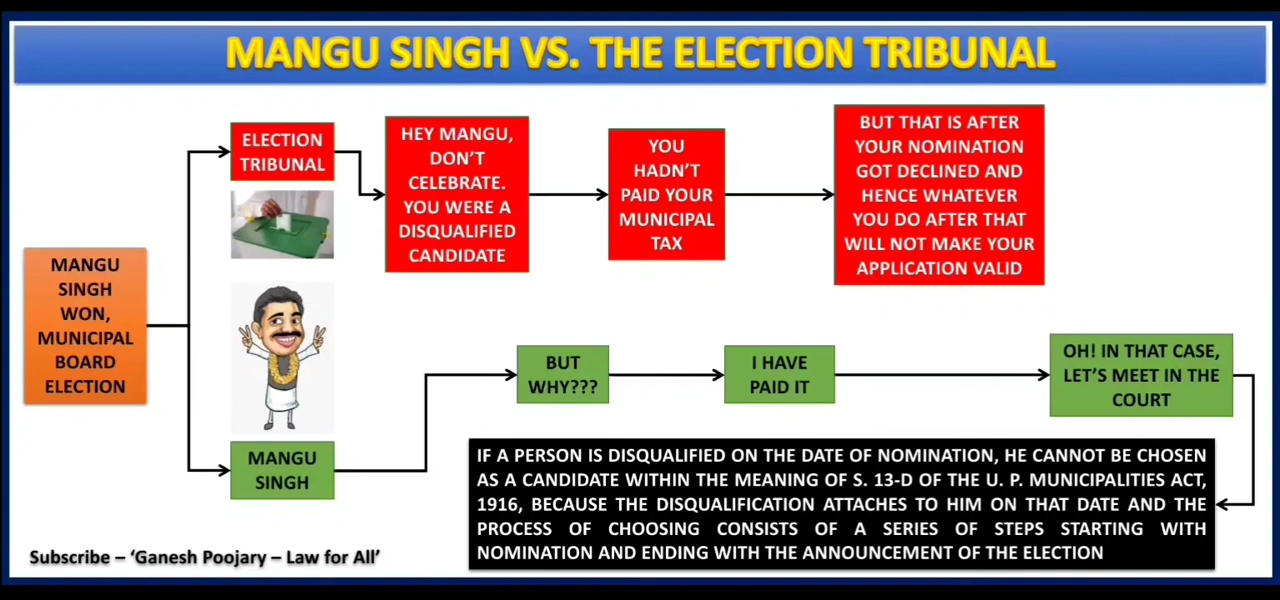 MANGU SINGH VS. THE ELECTION TRIBUNAL
MANGU
SINGH
WON,
MUNICIPAL
BOARD
ELECTION
ELECTION
TRIBUNAL
HEY MANGU,
DON'T
CELEBRATE.
YOU WERE A
DISQUALIFIED
CANDIDATE
YOU
HADN'T
PAID YOUR
MUNICIPAL
TAX
BUT THAT IS AFTER
YOUR NOMINATION
GOT DECLINED AND
HENCE WHATEVER
YOU DO AFTER THAT
WILL NOT MAKE YOUR
APPLICATION VALID
MANGU
SINGH
BUT
WHY???
I HAVE
PAID IT
OH! IN THAT CASE,
LET'S MEET IN THE
COURT
IF A PERSON IS DISQUALIFIED ON THE DATE OF NOMINATION, HE CANNOT BE CHOSEN
AS A CANDIDATE WITHIN THE MEANING OF S. 13-D OF THE U. P. MUNICIPALITIES ACT,
1916, BECAUSE THE DISQUALIFICATION ATTACHES TO HIM ON THAT DATE AND THE
PROCESS OF CHOOSING CONSISTS OF A SERIES OF STEPS STARTING WITH
NOMINATION AND ENDING WITH THE ANNOUNCEMENT OF THE ELECTION
Subscribe – 'Ganesh Poojary – Law for All'